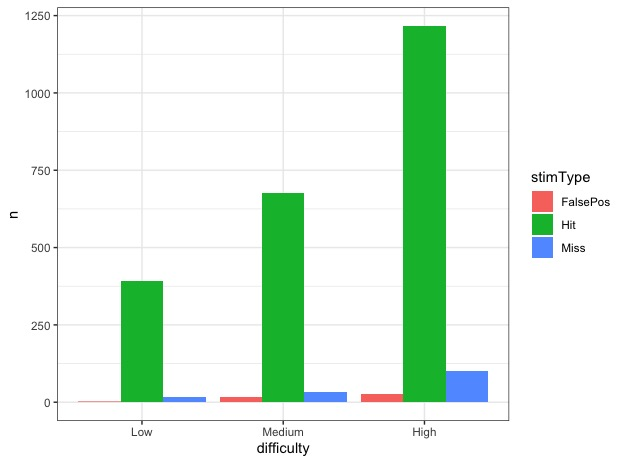 1250
1000
750
500
250
0
n
Low Medium High
difficulty
stimType
FalsePos
Hit
Miss